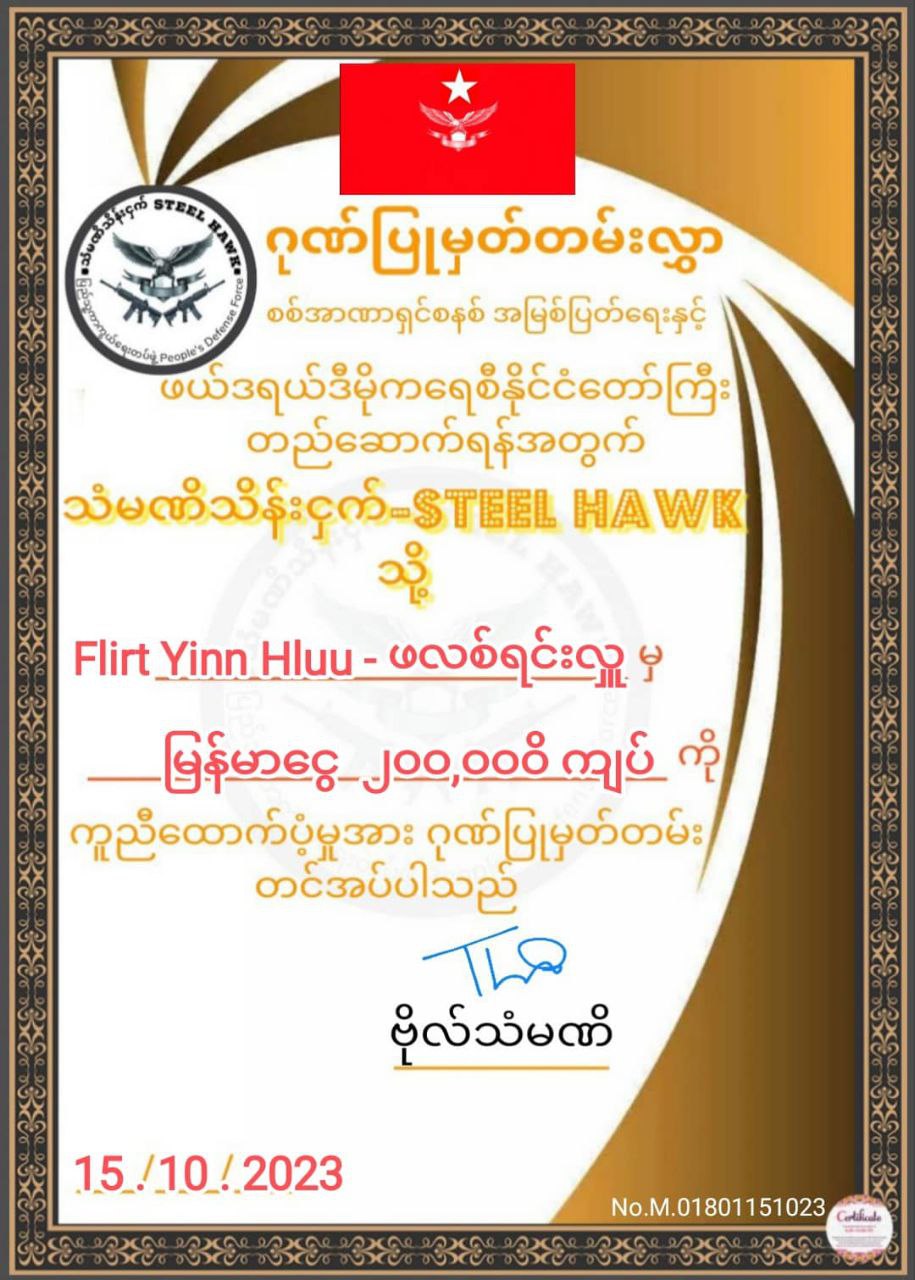 သံမဏိသိန်းငှက် STEEL HAWK
ပြည်သူ့ကာကွယ်ရေးတပ်ဖွဲ့ People's Defense Force
ဂုဏ်ပြုမှတ်တမ်းလွှာ
စစ်အာဏာရှင်စနစ် အမြစ်ပြတ်ရေးနှင့်
ဖယ်ဒရယ်ဒီမိုကရေစီနိုင်ငံတော်ကြီး
တည်ဆောက်ရန်အတွက်
သံမဏိသိန်းငှက်-STEEL HAWK
သို့
Flirt Yinn Hluu - ဖလစ်ရင်းလှူ မှ
မြန်မာငွေ ၂၀၀,၀၀၀ိ ကျပ် ကို
ကူညီထောက်ပံ့မှုအား ဂုဏ်ပြုမှတ်တမ်း
တင်အပ်ပါသည်
ဗိုလ်သံမဏိ
15 . 10 . 2023
No.M.01801151023
Certificate